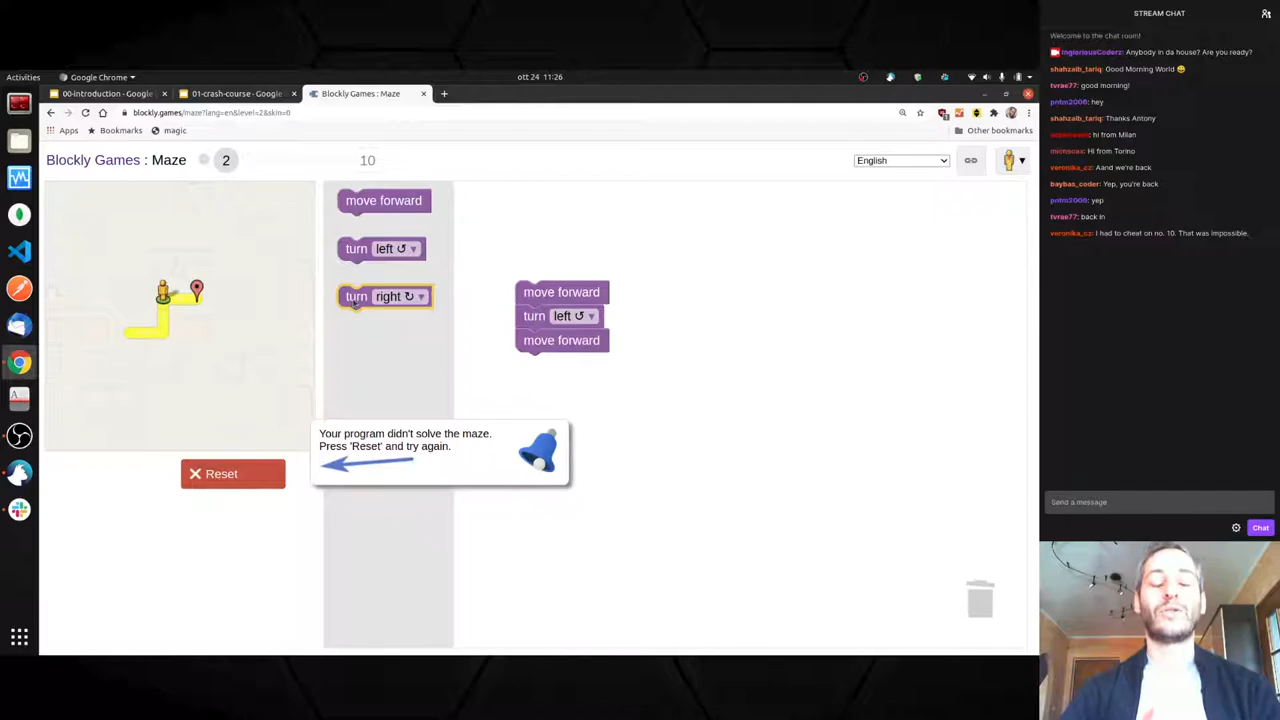 STREAM CHAT
Welcome to the chat room!
IngloriousCoderz: Anybody in da house? Are you ready?
shahzaib_tariq: Good Morning World 😄
tvrae77: good morning!
pntm2006: hey
shahzaib_tariq: Thanks Antony
hi from Milan
Hi from Torino
veronika_cz: Aand we're back
baybas_coder: Yep, you're back
pntm2006: yep
tvrae77: back in
veronika_cz: I had to cheat on no. 10. That was impossible.
Send a message
Chat
Activities
Google Chrome
ott 24 11:26
00-introduction - Google
01-crash-course - Google
Blockly Games : Maze
blockly.games/maze?lang=en&level=2&skin=0
Apps
Bookmarks
magic
Other bookmarks
Blockly Games : Maze
2
10
English
move forward
turn left ↺
turn right ↻
move forward
turn left ↺
move forward
Your program didn't solve the maze.
Press 'Reset' and try again.
Reset